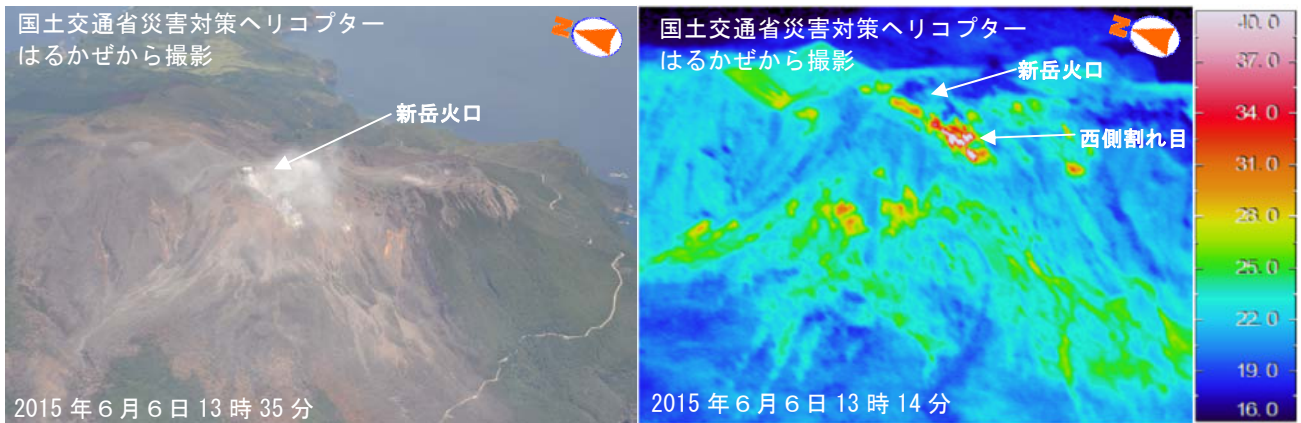 国土交通省災害対策ヘリコプター
はるかぜから撮影
N
新岳火口
2015年6月6日13時35分
国土交通省災害対策ヘリコプター
はるかぜから撮影
N
新岳火口
西側割れ目
2015年6月6日13時14分
40.0
37.0
34.0
31.0
28.0
25.0
22.0
19.0
16.0